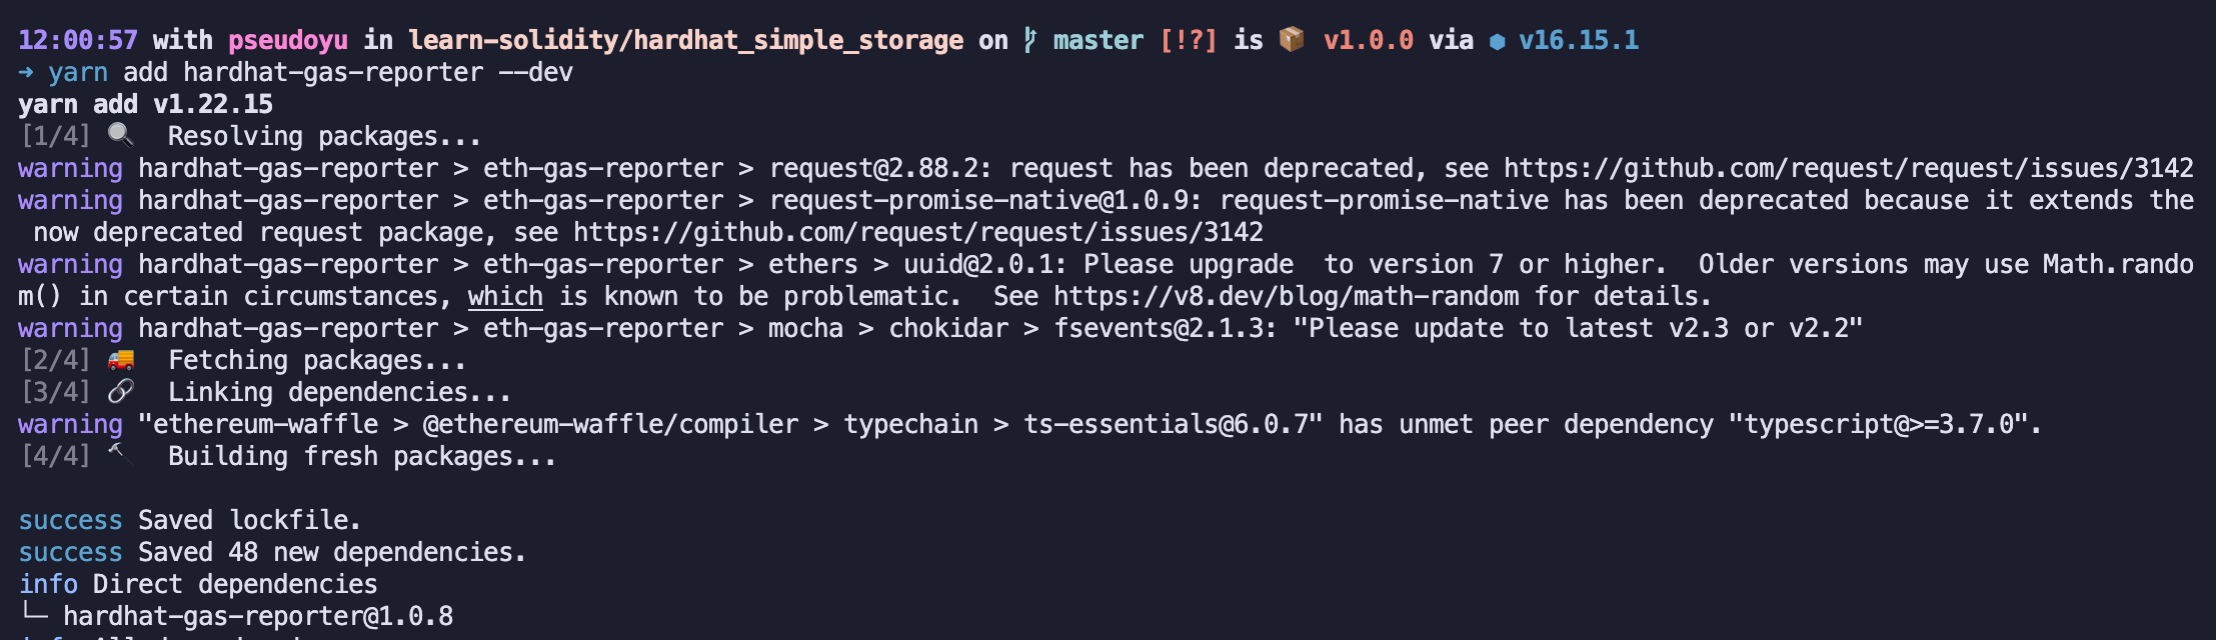 12:00:57 with pseudoyu in learn-solidity/hardhat_simple_storage on master [!?] is 📦 v1.0.0 via ⬢ v16.15.1
➜ yarn add hardhat-gas-reporter --dev
yarn add v1.22.15
[1/4] 🔍 Resolving packages...
warning hardhat-gas-reporter > eth-gas-reporter > request@2.88.2: request has been deprecated, see https://github.com/request/request/issues/3142
warning hardhat-gas-reporter > eth-gas-reporter > request-promise-native@1.0.9: request-promise-native has been deprecated because it extends the
now deprecated request package, see https://github.com/request/request/issues/3142
warning hardhat-gas-reporter > eth-gas-reporter > ethers > uuid@2.0.1: Please upgrade  to version 7 or higher.  Older versions may use Math.rando
m() in certain circumstances, which is known to be problematic.  See https://v8.dev/blog/math-random for details.
warning hardhat-gas-reporter > eth-gas-reporter > mocha > chokidar > fsevents@2.1.3: "Please update to latest v2.3 or v2.2"
[2/4] 🚚 Fetching packages...
[3/4] 🔗 Linking dependencies...
warning "ethereum-waffle > @ethereum-waffle/compiler > typechain > ts-essentials@6.0.7" has unmet peer dependency "typescript@>=3.7.0".
[4/4] 🔨 Building fresh packages...
success Saved lockfile.
success Saved 48 new dependencies.
info Direct dependencies
└─ hardhat-gas-reporter@1.0.8